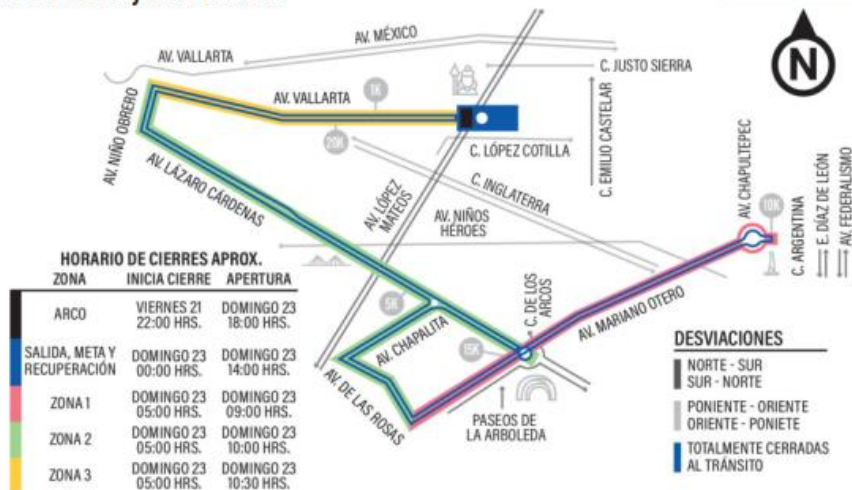 AV. MÉXICO
AV. VALLARTA
C. JUSTO SIERRA
N
AV. VALLARTA
1K
20K
AV. NIÑO OBRERO
C. LÓPEZ COTILLA
C. EMILIO CASTELAR
AV. LÁZARO CÁRDENAS
C. INGLATERRA
AV. LÓPEZ
MATEOS
AV. NIÑOS
HÉROES
AV. CHAPULTEPEC
10K
C. ARGENTINA
E. DÍAZ DE LEÓN
AV. FEDERALISMO
5K
AV. CHAPALITA
C. DE LOS
ARCOS
AV. MARIANO OTERO
15K
AV. DE LAS ROSAS
PASEOS DE
LA ARBOLEDA
HORARIO DE CIERRES APROX.
ZONA INICIA CIERRE APERTURA
ARCO VIERNES 21 22:00 HRS. DOMINGO 23 18:00 HRS.
SALIDA, META Y RECUPERACIÓN DOMINGO 23 00:00 HRS. DOMINGO 23 14:00 HRS.
ZONA 1 DOMINGO 23 05:00 HRS. DOMINGO 23 09:00 HRS.
ZONA 2 DOMINGO 23 05:00 HRS. DOMINGO 23 10:00 HRS.
ZONA 3 DOMINGO 23 05:00 HRS. DOMINGO 23 10:30 HRS.
DESVIACIONES
NORTE - SUR
SUR - NORTE
PONIENTE - ORIENTE
ORIENTE - PONIETE
TOTALMENTE CERRADAS
AL TRÁNSITO